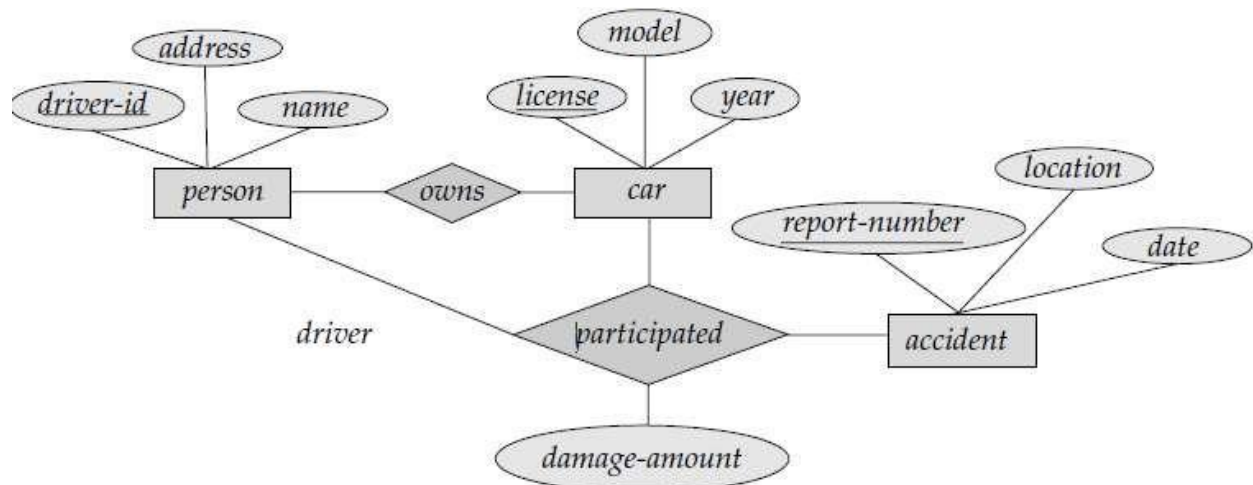 model
address
driver-id
name
license
year
location
person
owns
car
report-number
date
driver
participated
accident
damage-amount